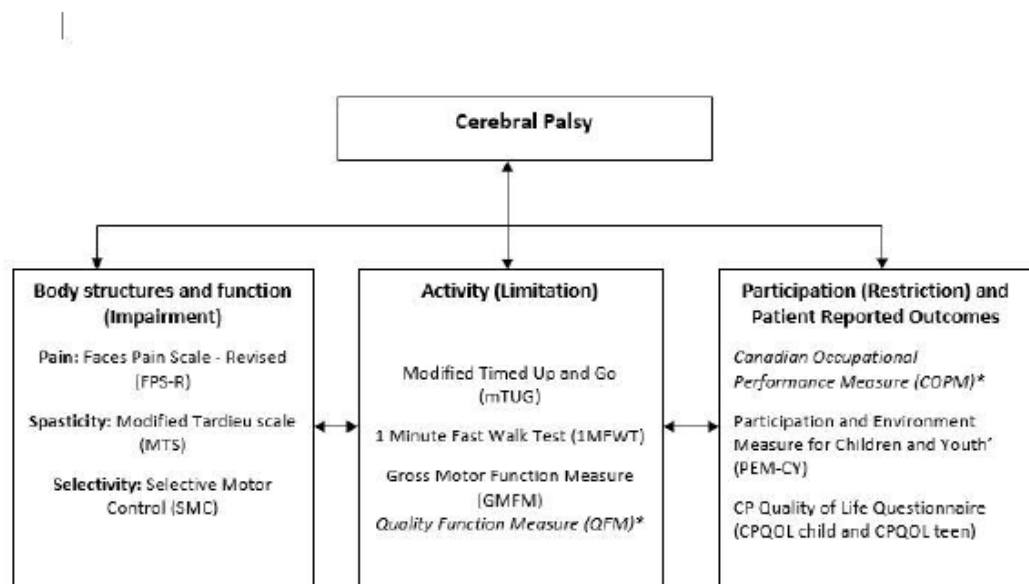 Cerebral Palsy
Body structures and function
(Impairment)
Pain: Faces Pain Scale - Revised
(FPS-R)
Spasticity: Modified Tardieu scale
(MTS)
Selectivity: Selective Motor
Control (SMC)
Activity (Limitation)
Modified Timed Up and Go
(mTUG)
1 Minute Fast Walk Test (1MFWT)
Gross Motor Function Measure
(GMFM)
Quality Function Measure (QFM)*
Participation (Restriction) and
Patient Reported Outcomes
Canadian Occupational
Performance Measure (COPM)*
Participation and Environment
Measure for Children and Youth´
(PEM-CY)
CP Quality of Life Questionnaire
(CPQOL child and CPQOL teen)